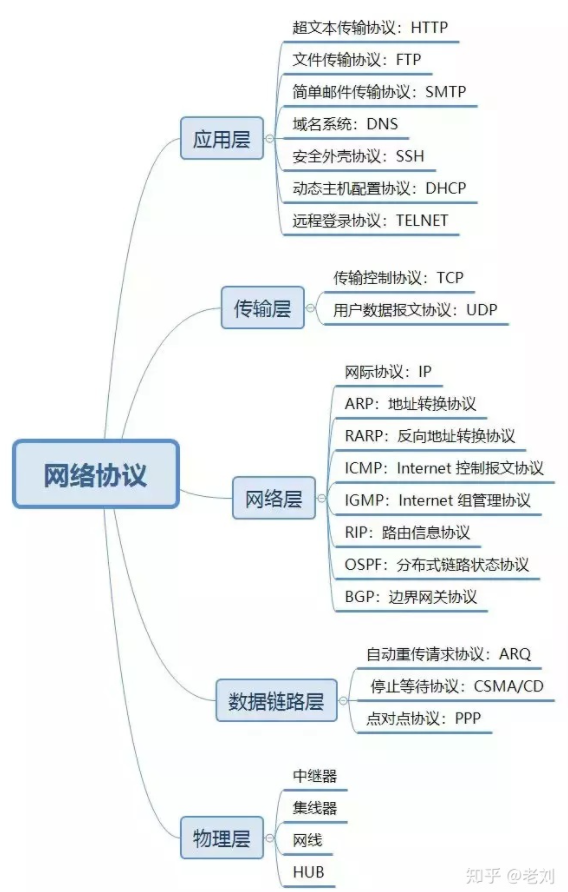 网络协议
应用层
超文本传输协议：HTTP
文件传输协议：FTP
简单邮件传输协议：SMTP
域名系统：DNS
安全外壳协议：SSH
动态主机配置协议：DHCP
远程登录协议：TELNET
传输层
传输控制协议：TCP
用户数据报文协议：UDP
网络层
网际协议：IP
ARP：地址转换协议
RARP：反向地址转换协议
ICMP：Internet 控制报文协议
IGMP：Internet 组管理协议
RIP：路由信息协议
OSPF：分布式链路状态协议
BGP：边界网关协议
数据链路层
自动重传请求协议：ARQ
停止等待协议：CSMA/CD
点对点协议：PPP
物理层
中继器
集线器
网线
HUB
知乎 @老刘